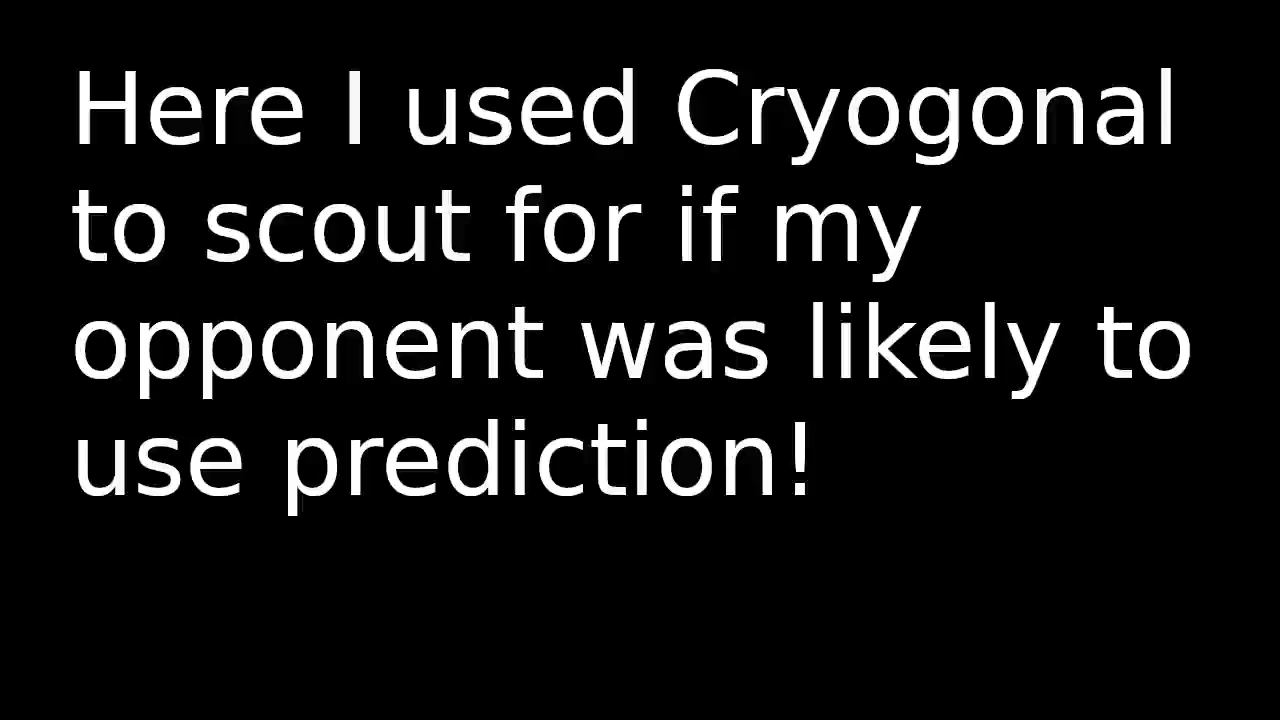 Here I used Cryogonal
to scout for if my
opponent was likely to
use prediction!